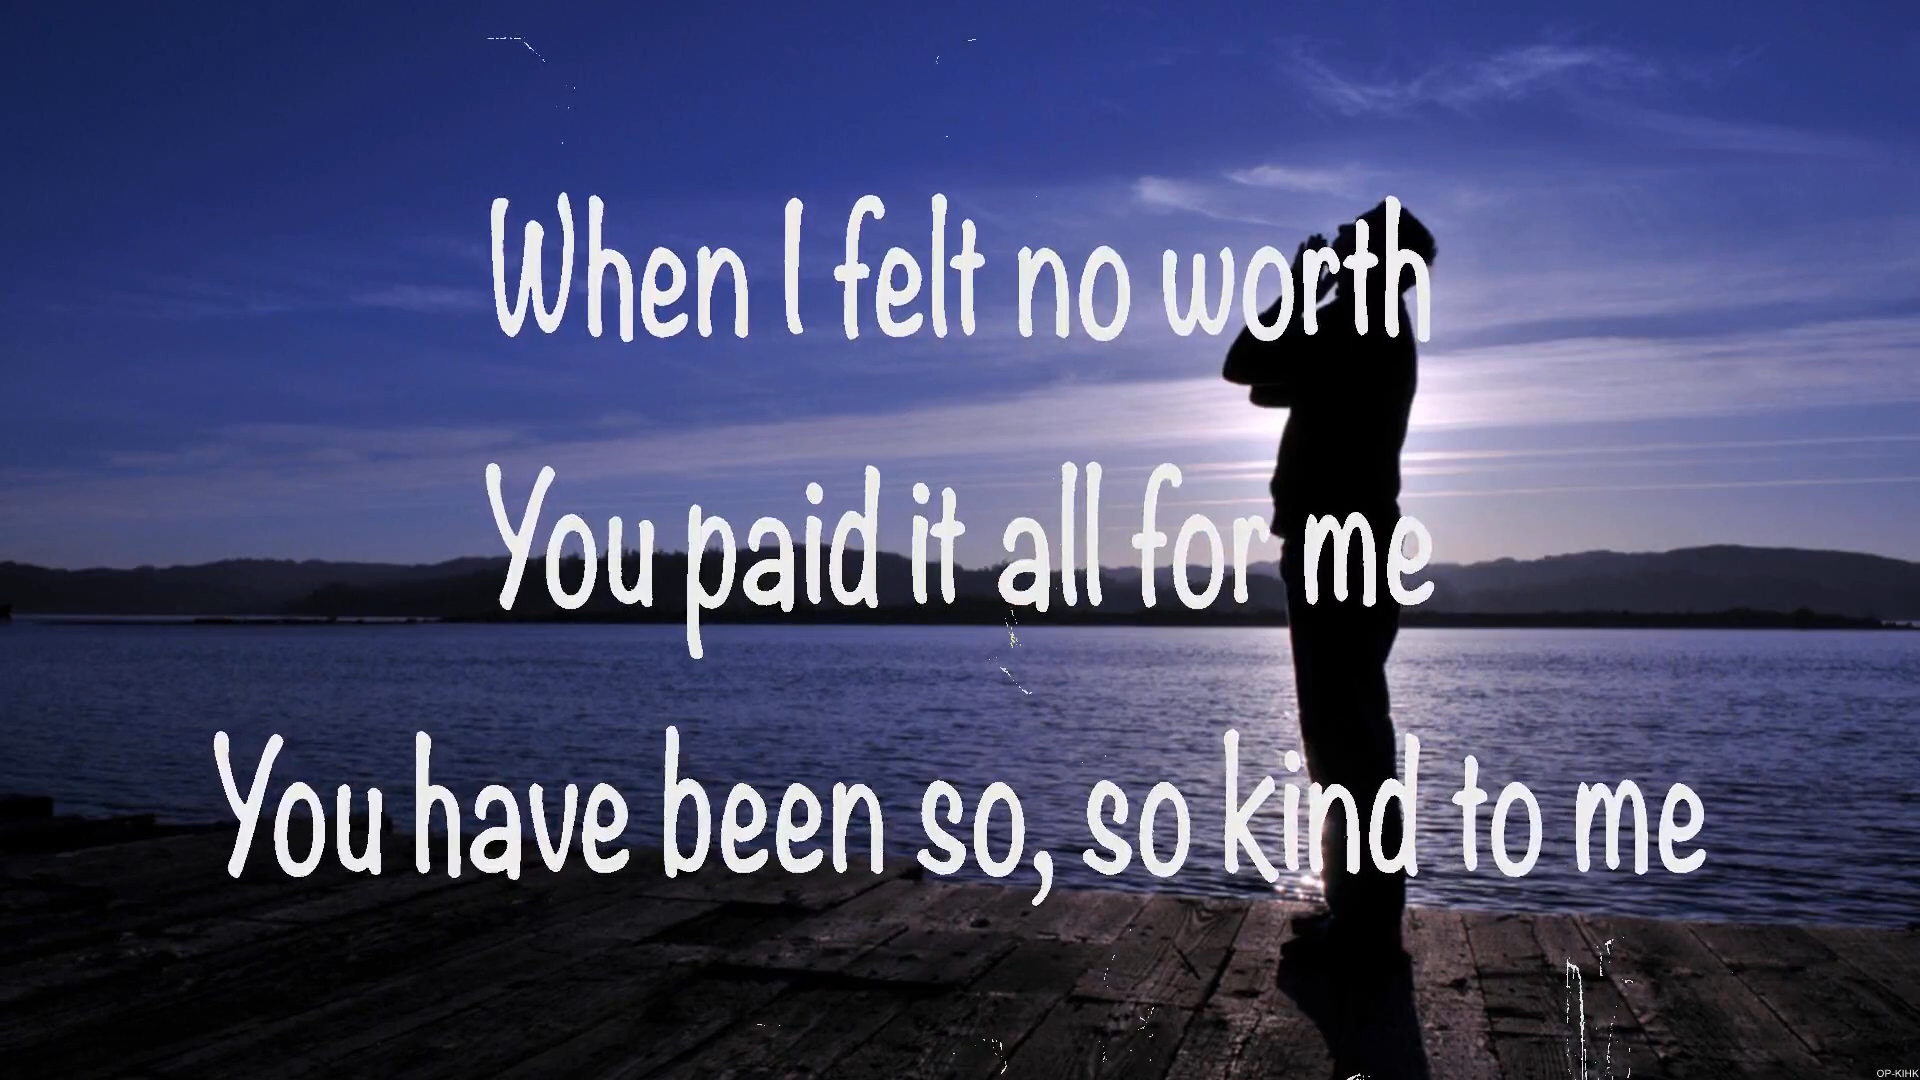 When I felt no worth
You paid it all for me
You have been so, so kind to me
OP-KIHK